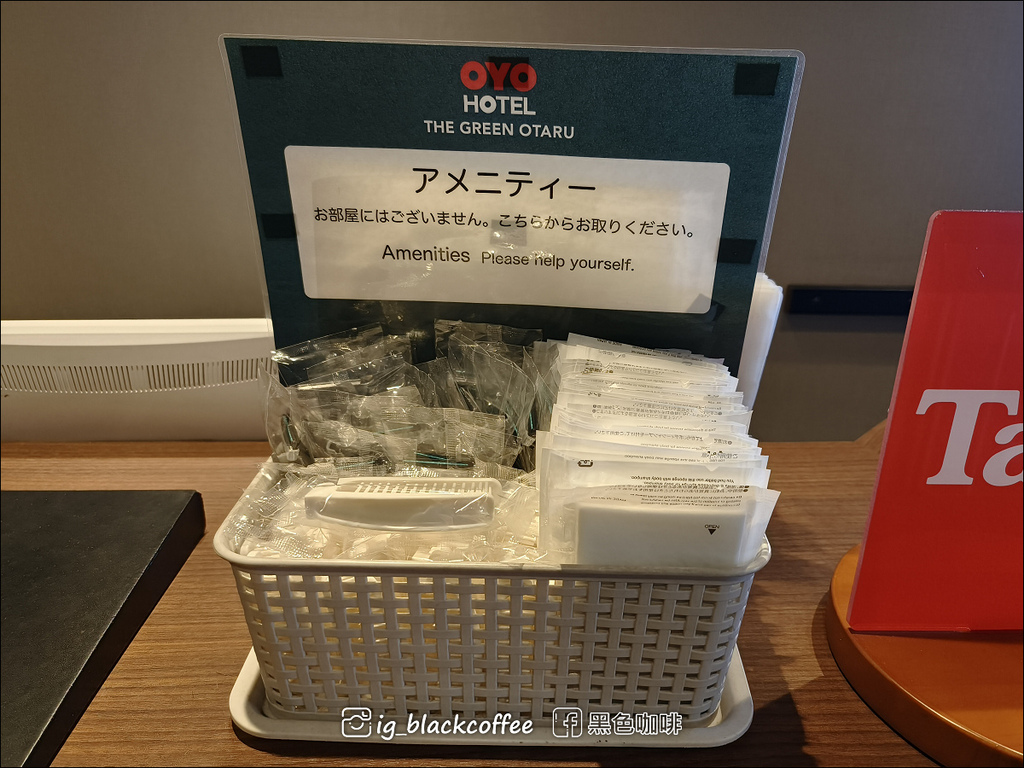 OYO
HOTEL
THE GREEN OTARU
アメニティー
お部屋にはございません。こちらからお取りください。
Amenities Please help yourself.
Ta
ig_blackcoffee
黑色咖啡